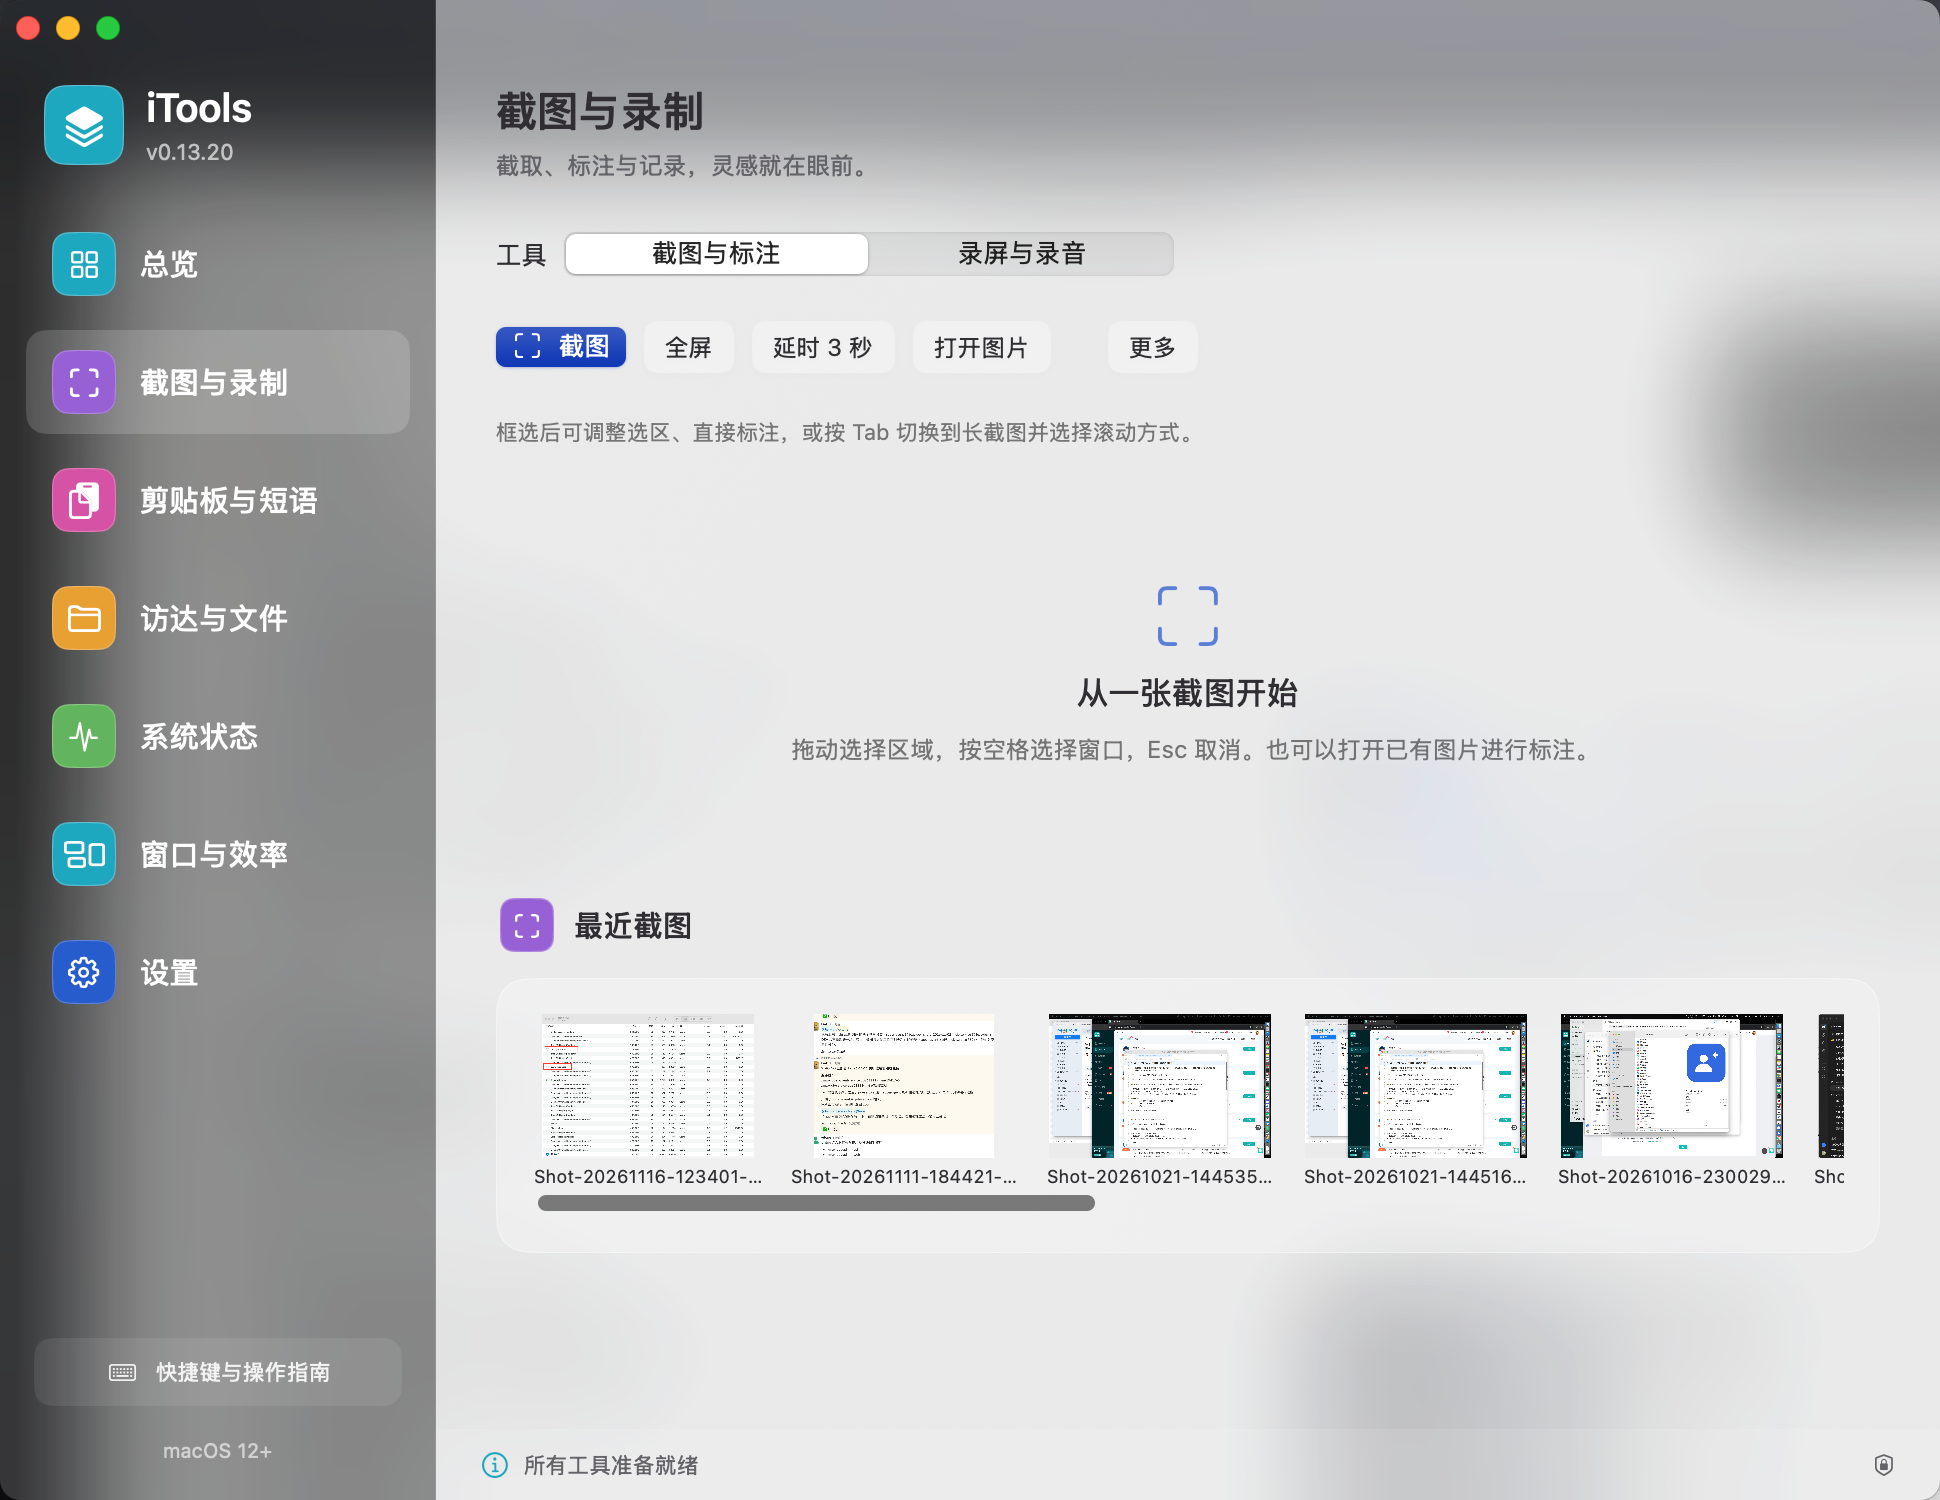 iTools
v0.13.20
总览
截图与录制
剪贴板与短语
访达与文件
系统状态
窗口与效率
设置
快捷键与操作指南
macOS 12+
截图与录制
截取、标注与记录，灵感就在眼前。
工具 截图与标注 录屏与录音
截图 全屏 延时 3 秒 打开图片 更多
框选后可调整选区、直接标注，或按 Tab 切换到长截图并选择滚动方式。
从一张截图开始
拖动选择区域，按空格选择窗口，Esc 取消。也可以打开已有图片进行标注。
最近截图
Shot-20261116-123401-... Shot-20261111-184421-... Shot-20261021-144535... Shot-20261021-144516... Shot-20261016-230029... Sho
所有工具准备就绪